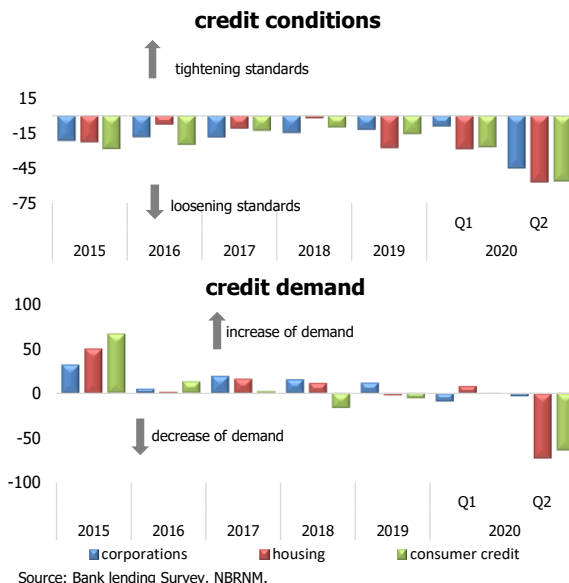 credit conditions
tightening standards
15
-15
-45
-75
loosening standards
Q1 Q2
2015 2016 2017 2018 2019 2020
credit demand
100
increase of demand
50
0
decrease of demand
-50
-100
Q1 Q2
2015 2016 2017 2018 2019 2020
corporations housing consumer credit
Source: Bank lending Survey, NBRNM.